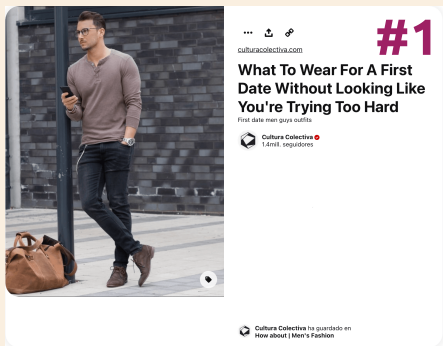 #1
culturacolectiva.com
What To Wear For A First
Date Without Looking Like
You're Trying Too Hard
First date men guys outfits
Cultura Colectiva
1.4mill. seguidores
Cultura Colectiva ha guardado en
How about | Men's Fashion